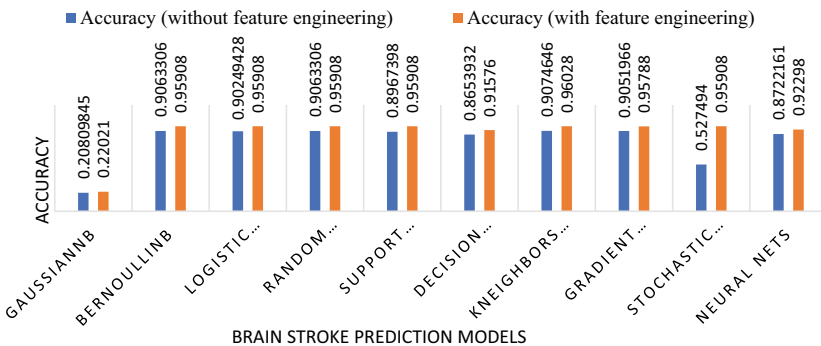 Accuracy (without feature engineering) Accuracy (with feature engineering)
0.20809845
0.22021
0.9063306
0.95908
0.90249428
0.95908
0.9063306
0.95908
0.8967398
0.95908
0.8653932
0.91576
0.9074646
0.96028
0.9051966
0.95788
0.527494
0.95908
0.8722161
0.92298
ACCURACY
GAUSSIANNB
BERNOULLINB
LOGISTIC…
RANDOM…
SUPPORT…
DECISION…
KNEIGHBORS…
GRADIENT…
STOCHASTIC…
NEURAL NETS
BRAIN STROKE PREDICTION MODELS